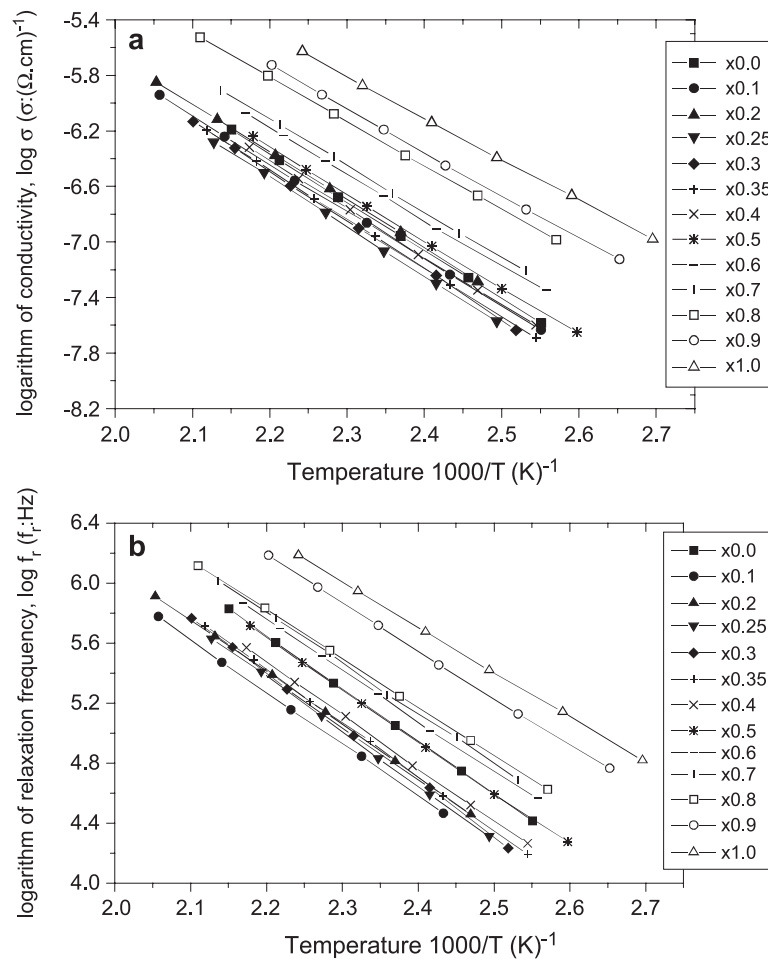 a
-5.4
-5.8
-6.2
-6.6
-7.0
-7.4
-7.8
-8.2
logarithm of conductivity, log σ (σ:(Ω.cm)⁻¹)
2.0 2.1 2.2 2.3 2.4 2.5 2.6 2.7
Temperature 1000/T (K)⁻¹
x0.0
x0.1
x0.2
x0.25
x0.3
x0.35
x0.4
x0.5
x0.6
x0.7
x0.8
x0.9
x1.0
b
6.4
6.0
5.6
5.2
4.8
4.4
4.0
logarithm of relaxation frequency, log fᵣ (fᵣ:Hz)
2.0 2.1 2.2 2.3 2.4 2.5 2.6 2.7
Temperature 1000/T (K)⁻¹
x0.0
x0.1
x0.2
x0.25
x0.3
x0.35
x0.4
x0.5
x0.6
x0.7
x0.8
x0.9
x1.0